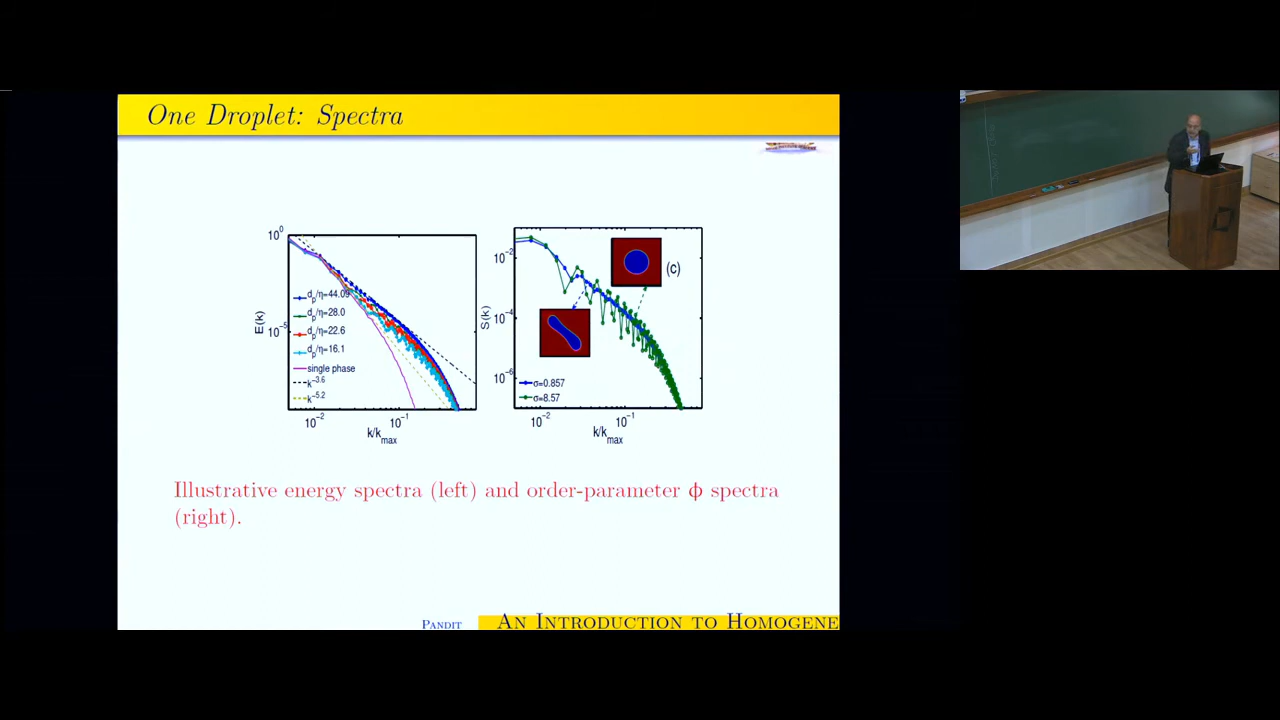 One Droplet: Spectra
10^0
10^-5
E(k)
d_p/η=44.09
d_p/η=28.0
d_p/η=22.6
d_p/η=16.1
single phase
k^-3.6
k^-5.2
10^-2
10^-1
k/k_max
10^-2
10^-4
10^-6
S(k)
(c)
σ=0.857
σ=8.57
10^-2
10^-1
k/k_max
Illustrative energy spectra (left) and order-parameter ϕ spectra
(right).
PANDIT
AN INTRODUCTION TO HOMOGENE